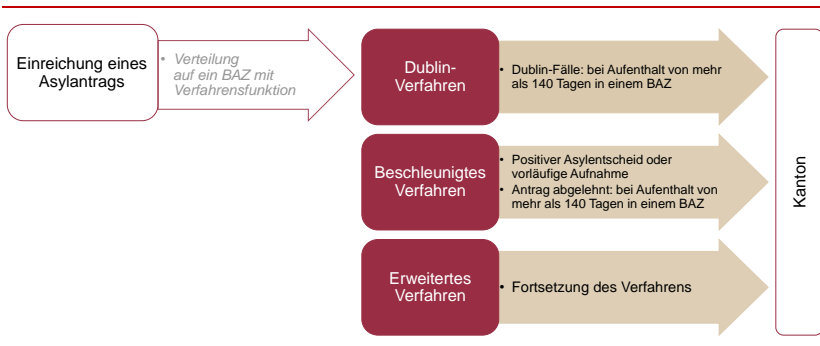 Einreichung eines
Asylantrags
• Verteilung
auf ein BAZ mit
Verfahrensfunktion
Dublin-
Verfahren
• Dublin-Fälle: bei Aufenthalt von mehr
als 140 Tagen in einem BAZ
Beschleunigtes
Verfahren
• Positiver Asylentscheid oder
vorläufige Aufnahme
• Antrag abgelehnt: bei Aufenthalt von
mehr als 140 Tagen in einem BAZ
Erweitertes
Verfahren
• Fortsetzung des Verfahrens
Kanton